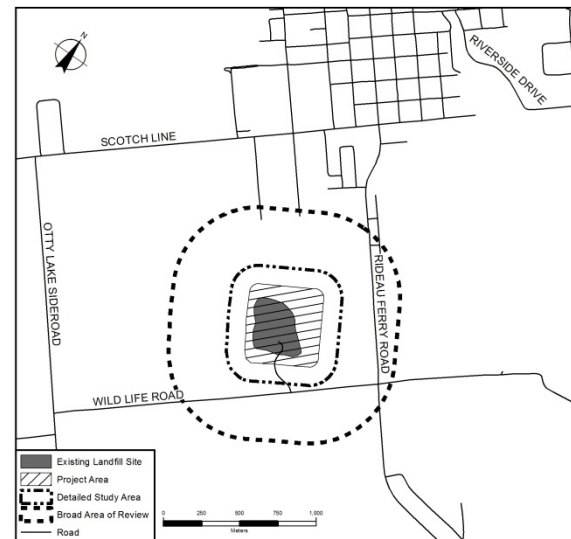 N
RIVERSIDE DRIVE
SCOTCH LINE
OTTY LAKE SIDEROAD
RIDEAU FERRY ROAD
WILD LIFE ROAD
Existing Landfill Site
Project Area
Detailed Study Area
Broad Area of Review
Road
0 250 500 750 1,000
Meters